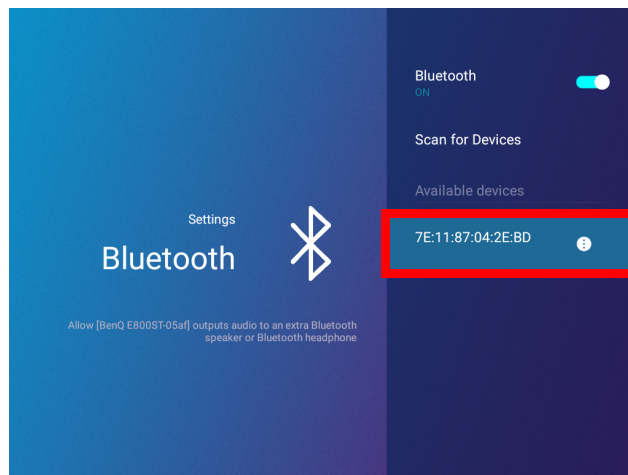 Settings
Bluetooth
Allow [BenQ E800ST-05af] outputs audio to an extra Bluetooth
speaker or Bluetooth headphone
Bluetooth
ON
Scan for Devices
Available devices
7E:11:87:04:2E:BD